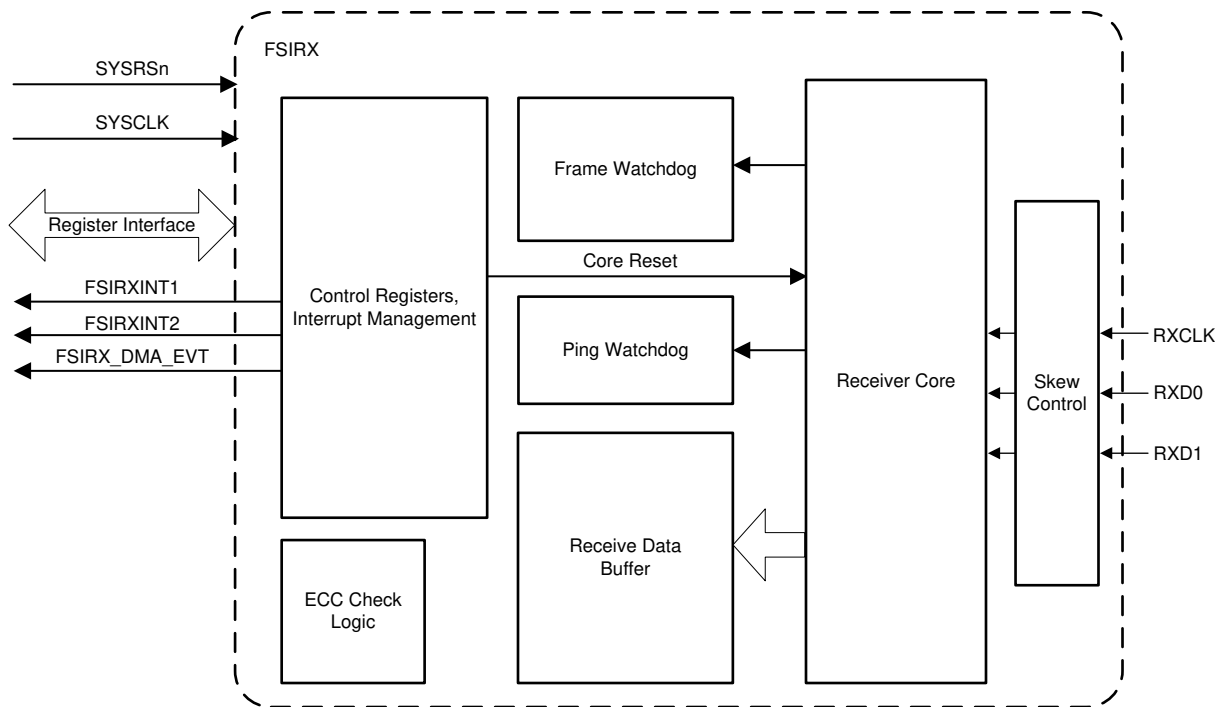 FSIRX
SYSRSn
SYSCLK
Register Interface
FSIRXINT1
FSIRXINT2
FSIRX_DMA_EVT
Control Registers,
Interrupt Management
ECC Check
Logic
Frame Watchdog
Core Reset
Ping Watchdog
Receive Data
Buffer
Receiver Core
Skew
Control
RXCLK
RXD0
RXD1